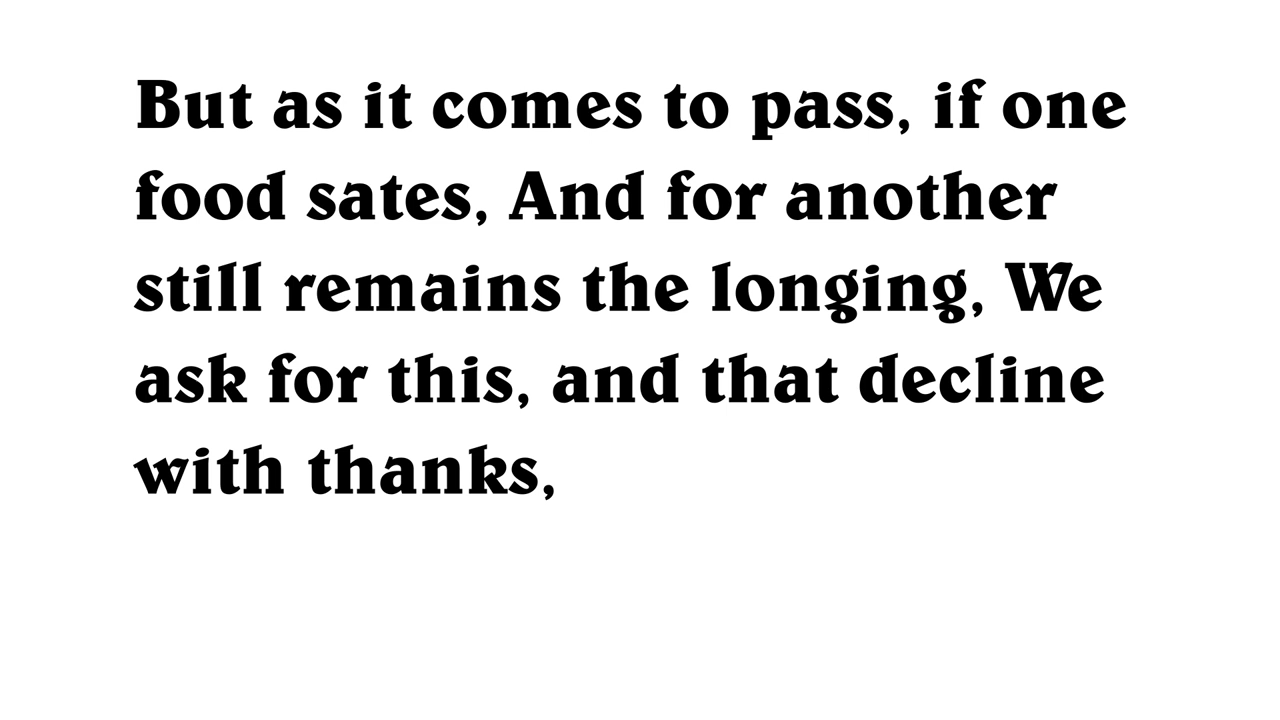 But as it comes to pass, if one
food sates, And for another
still remains the longing, We
ask for this, and that decline
with thanks,